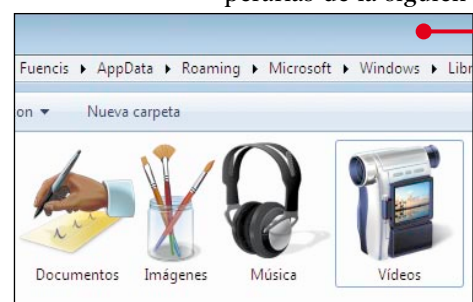 Fuencis ▸ AppData ▸ Roaming ▸ Microsoft ▸ Windows ▸ Libr
on ▾ Nueva carpeta
Documentos Imágenes Música Vídeos